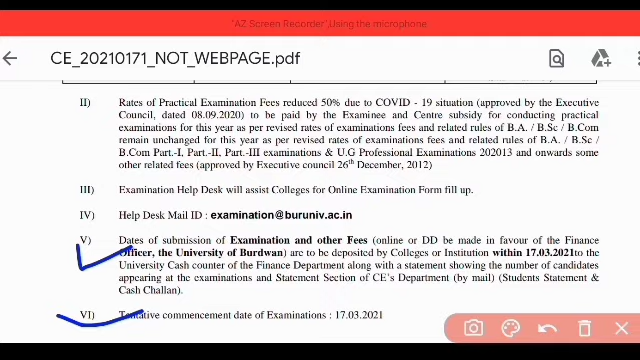 "AZ Screen Recorder",Using the microphone
CE_20210171_NOT_WEBPAGE.pdf
II) Rates of Practical Examination Fees reduced 50% due to COVID - 19 situation (approved by the Executive
Council, dated 08.09.2020) to be paid by the Examinee and Centre subsidy for conducting practical
examinations for this year as per revised rates of examinations fees and related rules of B.A. / B.Sc / B.Com
remain unchanged for this year as per revised rates of examinations fees and related rules of B.A. / B.Sc /
B.Com Part.-I, Part.-II, Part.-III examinations & U.G Professional Examinations 202013 and onwards some
other related fees (approved by Executive council 26th December, 2012)
III) Examination Help Desk will assist Colleges for Online Examination Form fill up.
IV) Help Desk Mail ID : examination@buruniv.ac.in
V) Dates of submission of Examination and other Fees (online or DD be made in favour of the Finance
Officer, the University of Burdwan) are to be deposited by Colleges or Institution within 17.03.2021to the
University Cash counter of the Finance Department along with a statement showing the number of candidates
appearing at the examinations and Statement Section of CE's Department (by mail) (Students Statement &
Cash Challan).
VI) Tentative commencement date of Examinations : 17.03.2021